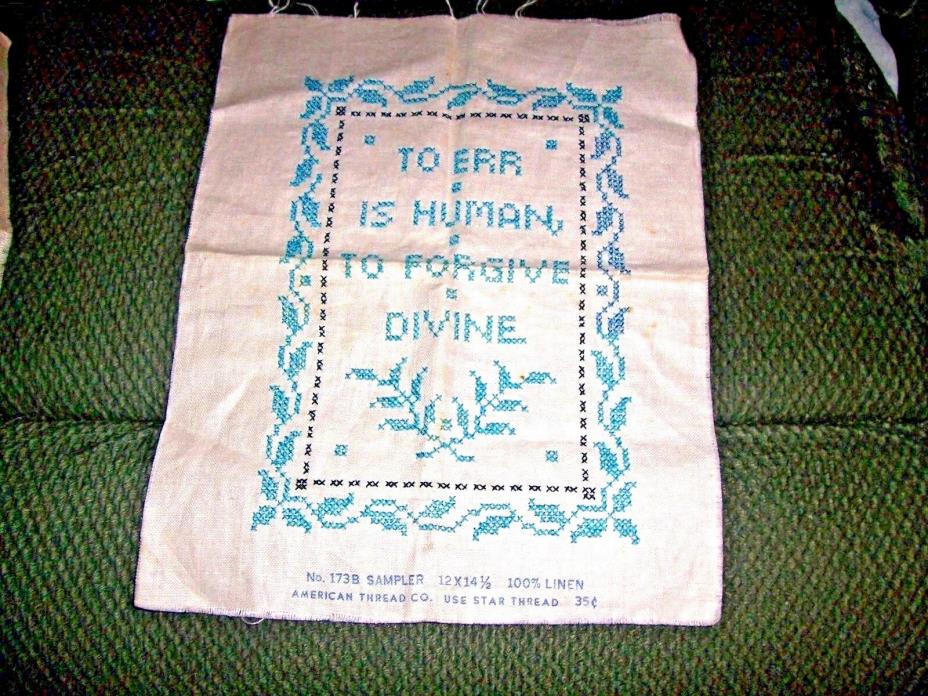 TO ERR
IS HUMAN,
TO FORGIVE
DIVINE
No. 173B SAMPLER 12X14½ 100% LINEN
AMERICAN THREAD CO. USE STAR THREAD 35¢